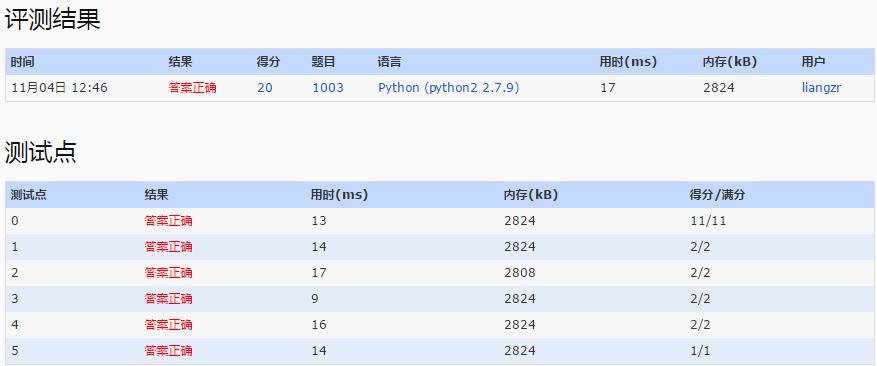 评测结果
时间 结果 得分 题目 语言 用时(ms) 内存(kB) 用户
11月04日 12:46 答案正确 20 1003 Python (python2 2.7.9) 17 2824 liangzr
测试点
测试点 结果 用时(ms) 内存(kB) 得分/满分
0 答案正确 13 2824 11/11
1 答案正确 14 2824 2/2
2 答案正确 17 2808 2/2
3 答案正确 9 2824 2/2
4 答案正确 16 2824 2/2
5 答案正确 14 2824 1/1